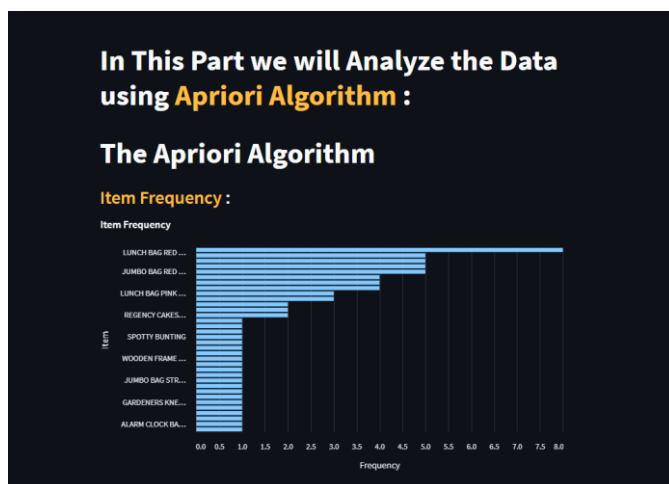 In This Part we will Analyze the Data
using Apriori Algorithm :
The Apriori Algorithm
Item Frequency :
Item Frequency
LUNCH BAG RED ...
JUMBO BAG RED ...
LUNCH BAG PINK ...
REGENCY CAKES...
SPOTTY BUNTING
WOODEN FRAME ...
JUMBO BAG STR...
GARDENERS KNE...
ALARM CLOCK BA...
Item
0.0 0.5 1.0 1.5 2.0 2.5 3.0 3.5 4.0 4.5 5.0 5.5 6.0 6.5 7.0 7.5 8.0
Frequency